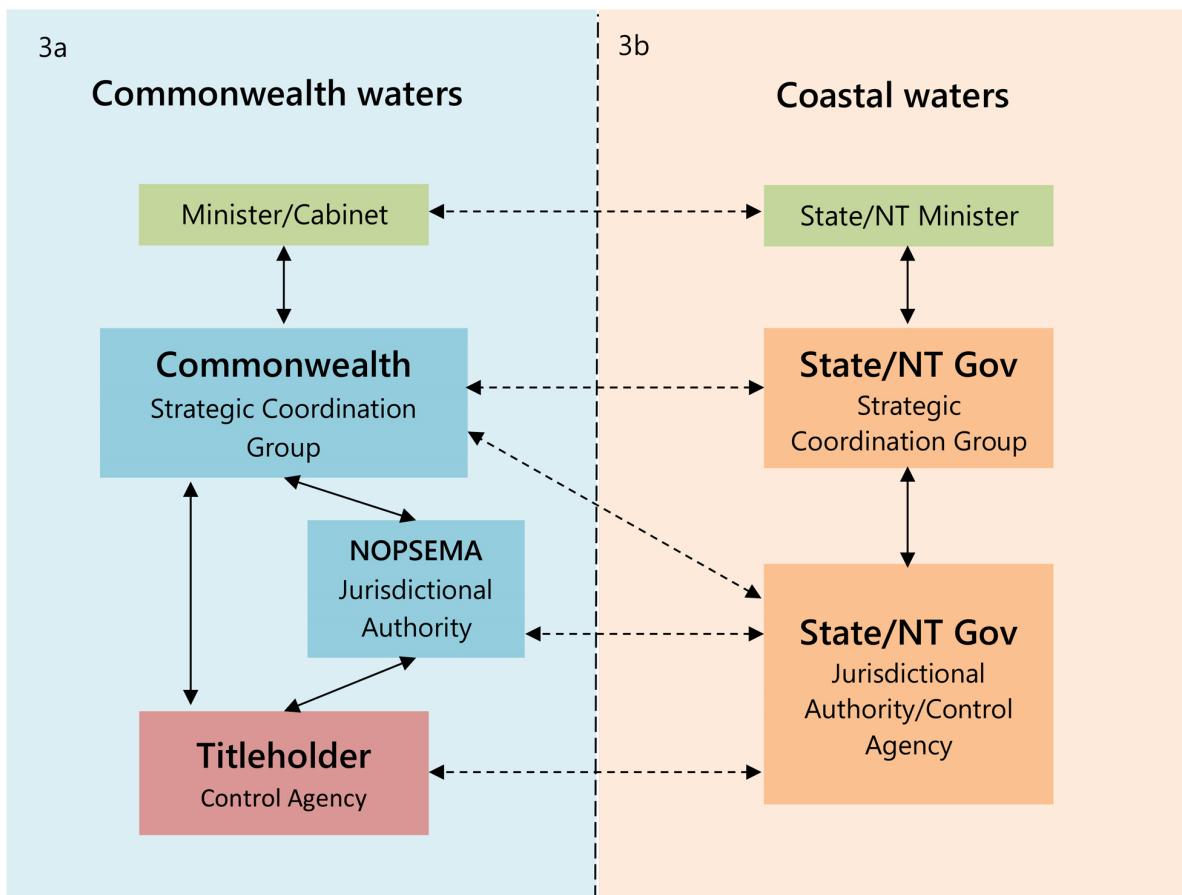 3a
Commonwealth waters
Minister/Cabinet
Commonwealth
Strategic Coordination
Group
NOPSEMA
Jurisdictional
Authority
Titleholder
Control Agency
3b
Coastal waters
State/NT Minister
State/NT Gov
Strategic
Coordination Group
State/NT Gov
Jurisdictional
Authority/Control
Agency